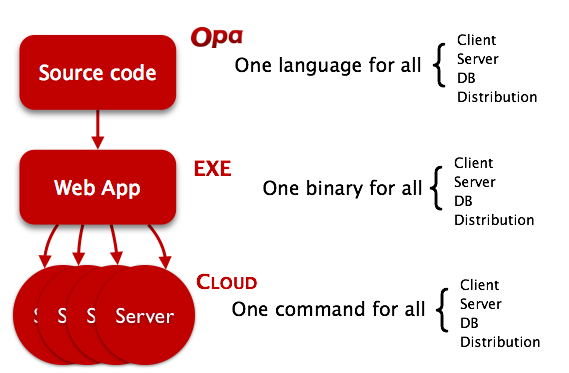 Opa
Source code
One language for all
Client
Server
DB
Distribution
Web App
EXE
One binary for all
Client
Server
DB
Distribution
CLOUD
S
S
S
Server
One command for all
Client
Server
DB
Distribution